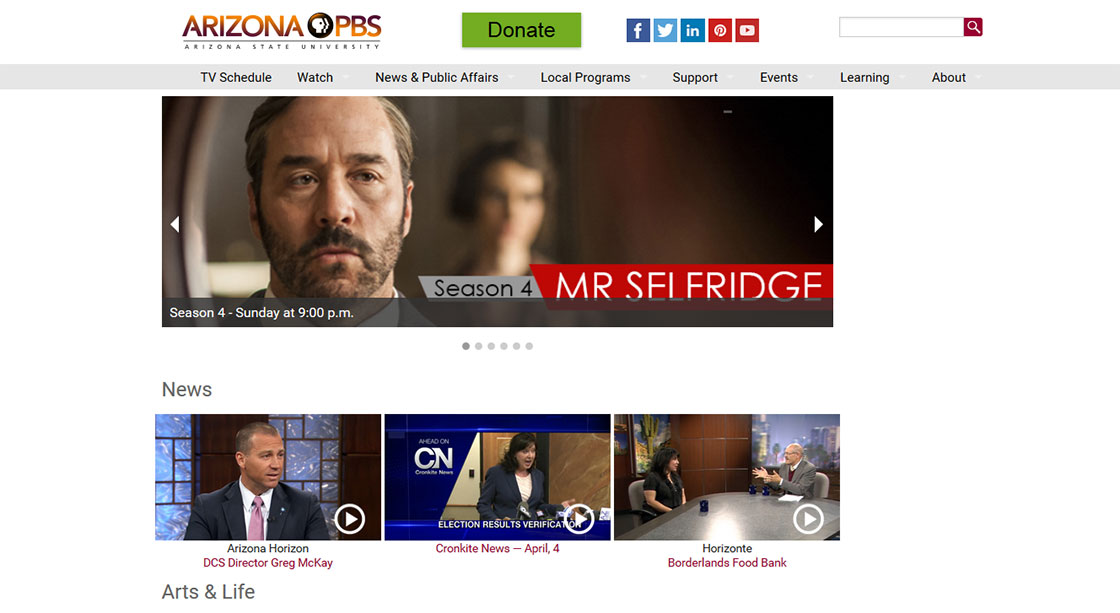 ARIZONA PBS
ARIZONA STATE UNIVERSITY
Donate
TV Schedule Watch News & Public Affairs Local Programs Support Events Learning About
Season 4 MR SELFRIDGE
Season 4 - Sunday at 9:00 p.m.
News
AHEAD ON
CN
Cronkite News
ELECTION RESULTS VERIFICATION
Arizona Horizon
DCS Director Greg McKay
Cronkite News — April, 4
Horizonte
Borderlands Food Bank
Arts & Life